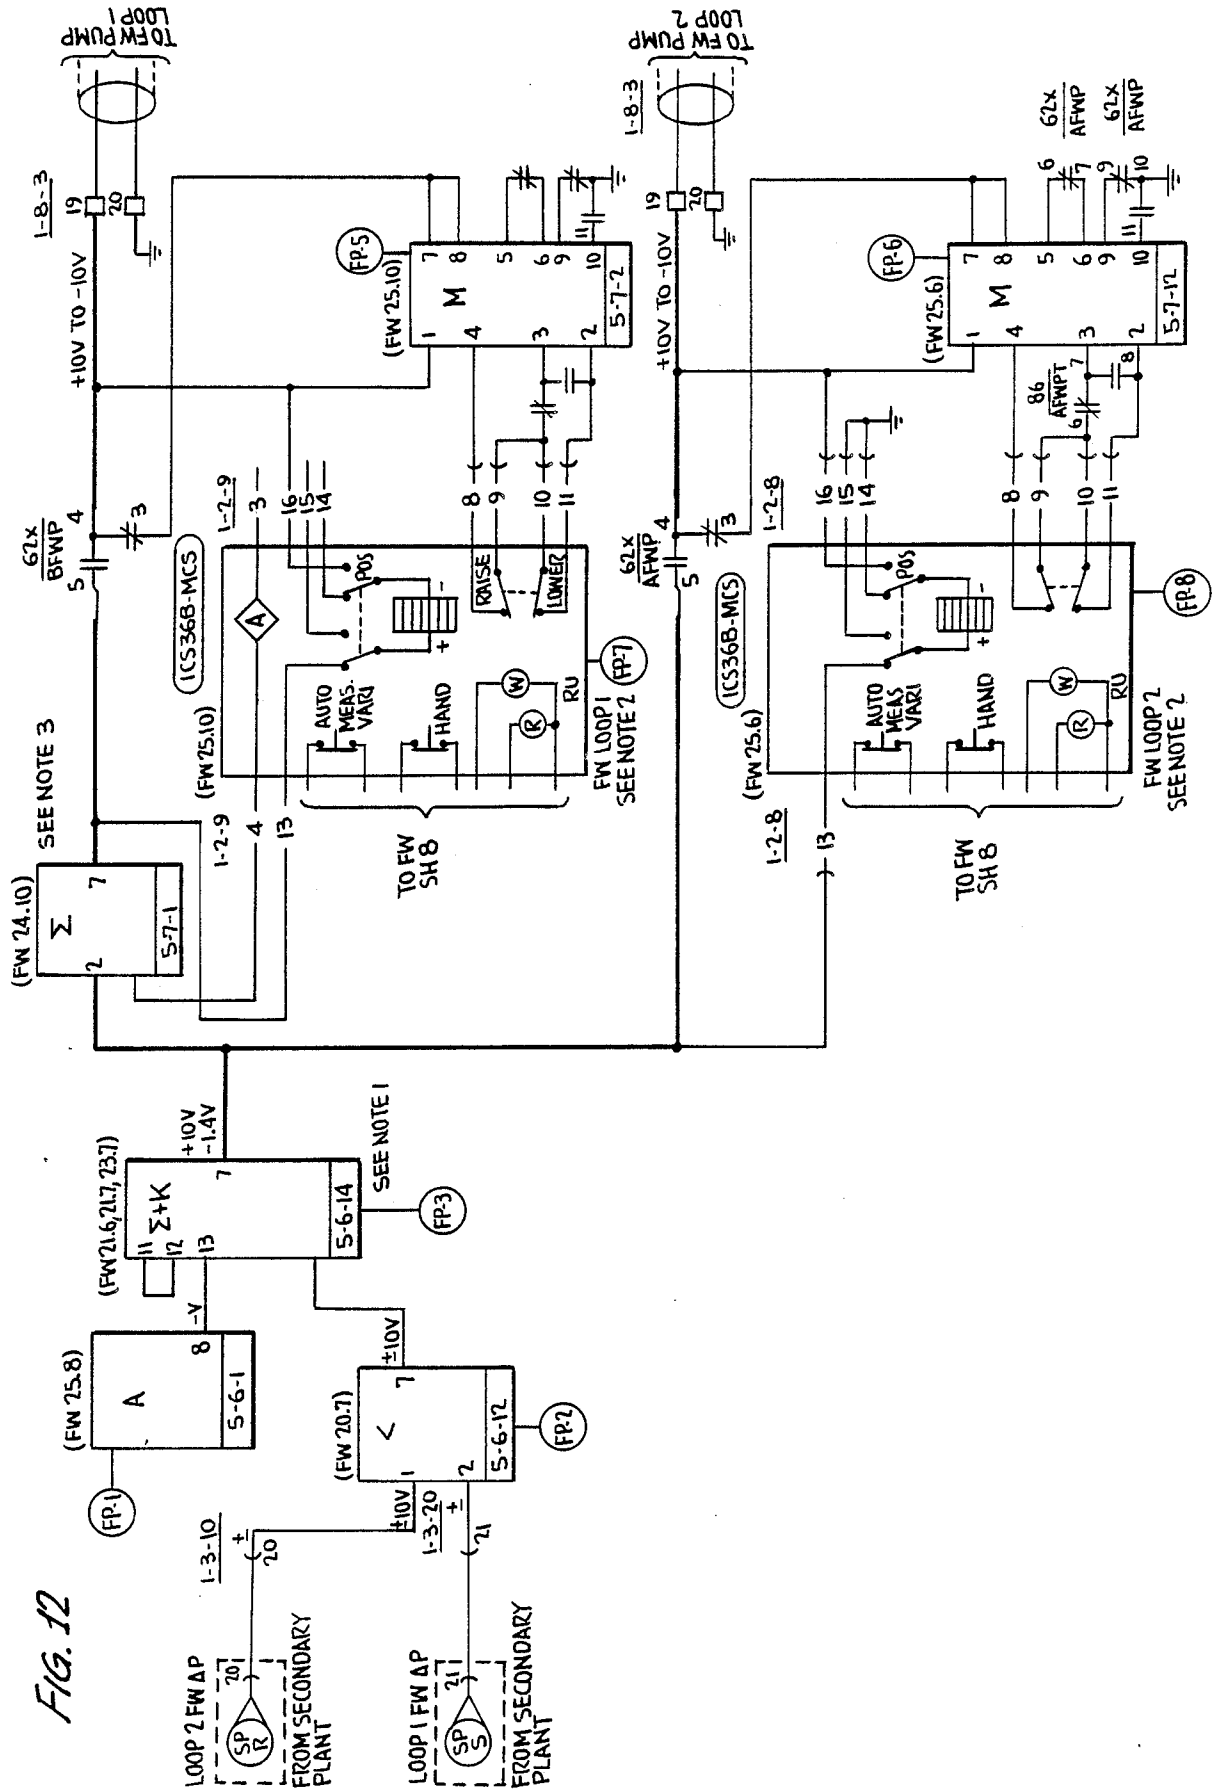 FIG. 12
LOOP 2 FW ΔP
SP
R
20
FROM SECONDARY
PLANT
1-3-10
±
20
LOOP 1 FW ΔP
SP
S
21
FROM SECONDARY
PLANT
1-3-20
±
21
±10V
FP-1
(FW 25.8)
A
8
5-6-1
-V
(FW 20.7)
<
1
2
7
5-6-12
FP-2
±10V
(FW 21.6, 21.7, 23.7)
11
12
13
Σ+K
7
5-6-14
SEE NOTE 1
FP-3
+10V
-1.4V
(FW 24.10)
Σ
2
7
5-7-1
SEE NOTE 3
1-2-9
4
13
(FW 25.10)
ICS36B-MCS
AUTO
MEAS.
VARI
HAND
W
R
RU
POS
+
-
RAISE
LOWER
A
TO FW
SH 8
FW LOOP 1
SEE NOTE 2
FP-7
1-2-9
3
16
15
14
8
9
10
11
62X
BFWP
5
4
3
+10V TO -10V
(FW 25.10)
FP-5
M
1
4
3
2
7
8
5
6
9
10
5-7-2
11
1-8-3
19
20
TO FW PUMP
LOOP 1
1-2-8
13
(FW 25.6)
ICS36B-MCS
AUTO
MEAS
VARI
HAND
W
R
RU
POS
+
-
TO FW
SH 8
FW LOOP 2
SEE NOTE 2
FP-8
1-2-8
16
15
14
8
9
10
11
62X
AFWP
5
4
3
+10V TO -10V
86
AFWPT
6
7
8
(FW 25.6)
FP-6
M
1
4
3
2
7
8
5
6
9
10
5-7-12
6
7
9
10
11
62X
AFWP
62X
AFWP
1-8-3
19
20
TO FW PUMP
LOOP 2